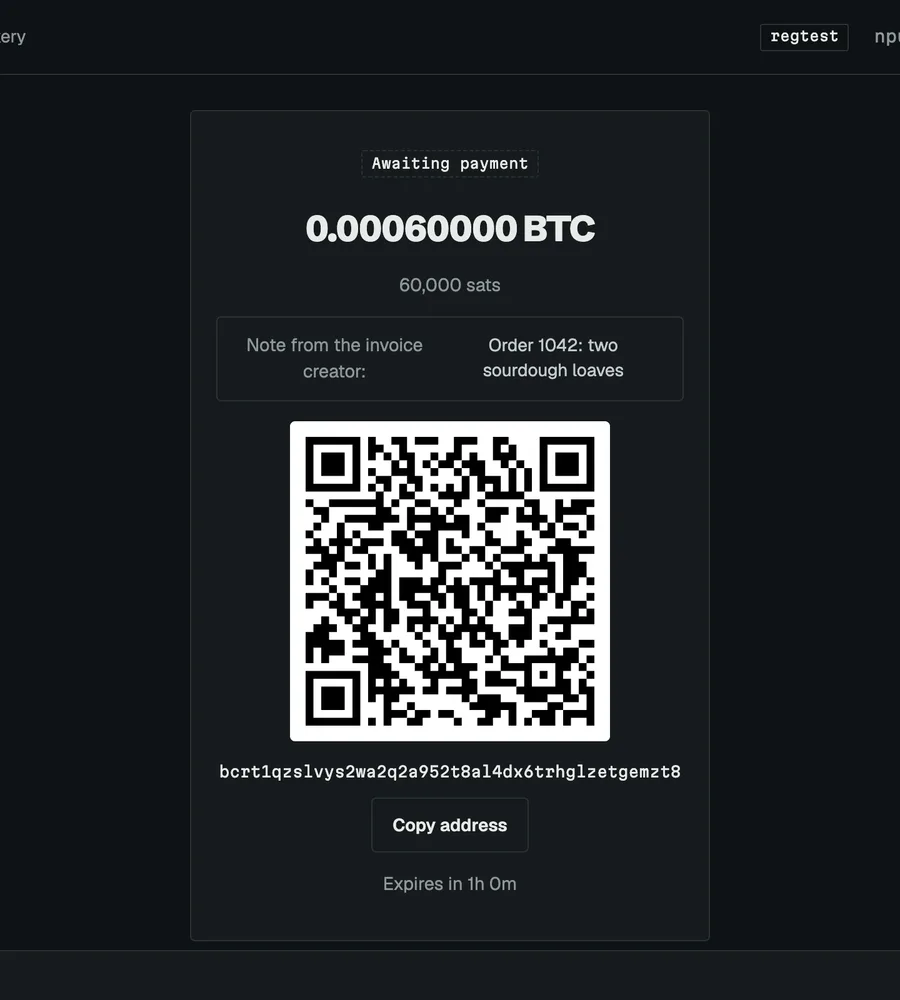 ery
regtest
npu
Awaiting payment
0.00060000 BTC
60,000 sats
Note from the invoice
creator:
Order 1042: two
sourdough loaves
bcrt1qzslvys2wa2q2a952t8al4dx6trhglzetgemzt8
Copy address
Expires in 1h 0m